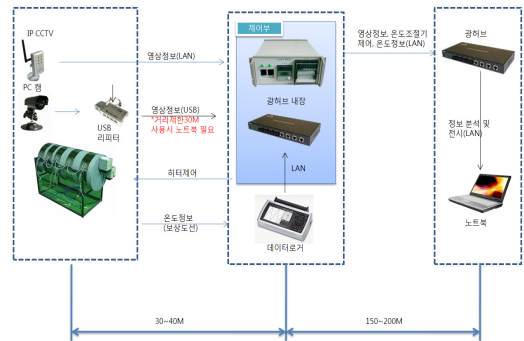 IP CCTV
PC 캠
USB
리피터
영상정보(LAN)
영상정보(USB)
*거리제한30M
사용시 노트북 필요
히터제어
온도정보
(보상도선)
제어부
광허브 내장
LAN
데이터로거
영상정보, 온도조절기
제어, 온도정보(LAN)
광허브
정보 분석 및
전시(LAN)
노트북
30~40M
150~200M